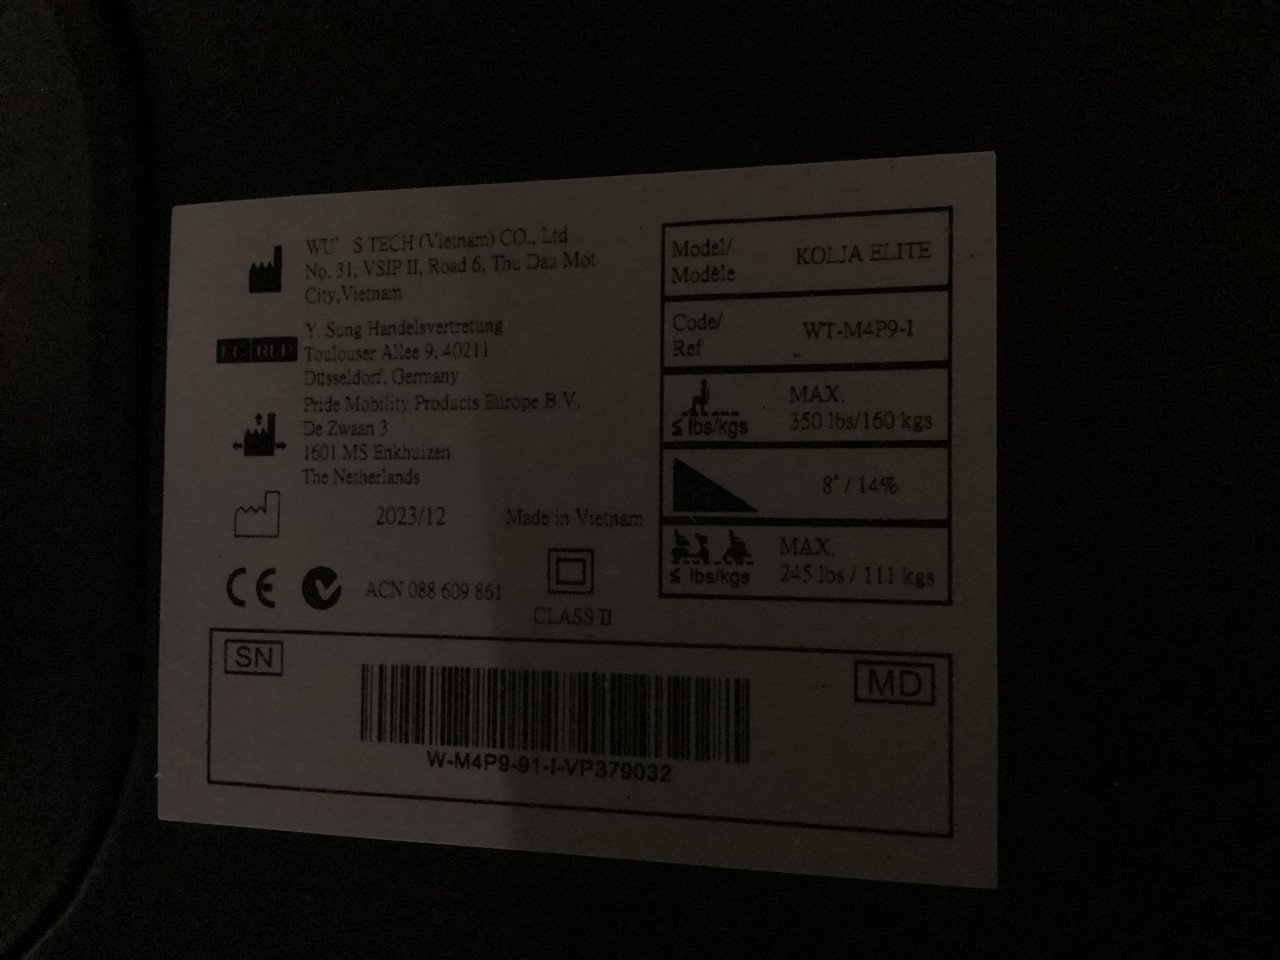 S TECH (Vietnam) CO., Ltd
No. 31, VSIP II, Road 6, Thu Dau Mot
City,Vietnam
EC REP
Y. Sung Handelsvertretung
Toulouser Allee 9, 40211
Düsseldorf, Germany
Pride Mobility Products Europe B.V.
De Zwaan 3
1601 MS Enkhuizen
The Netherlands
2023/12 Made in Vietnam
CE ACN 088 609 861
CLASS II
Model/ KOLJA ELITE
Modèle
Code/ WT-M4P9-I
Ref
MAX.
≤ lbs/kgs 350 lbs/160 kgs
8°/ 14%
MAX.
≤ lbs/kgs 245 lbs / 111 kgs
SN
MD
W-M4P9-91-I-VP379032